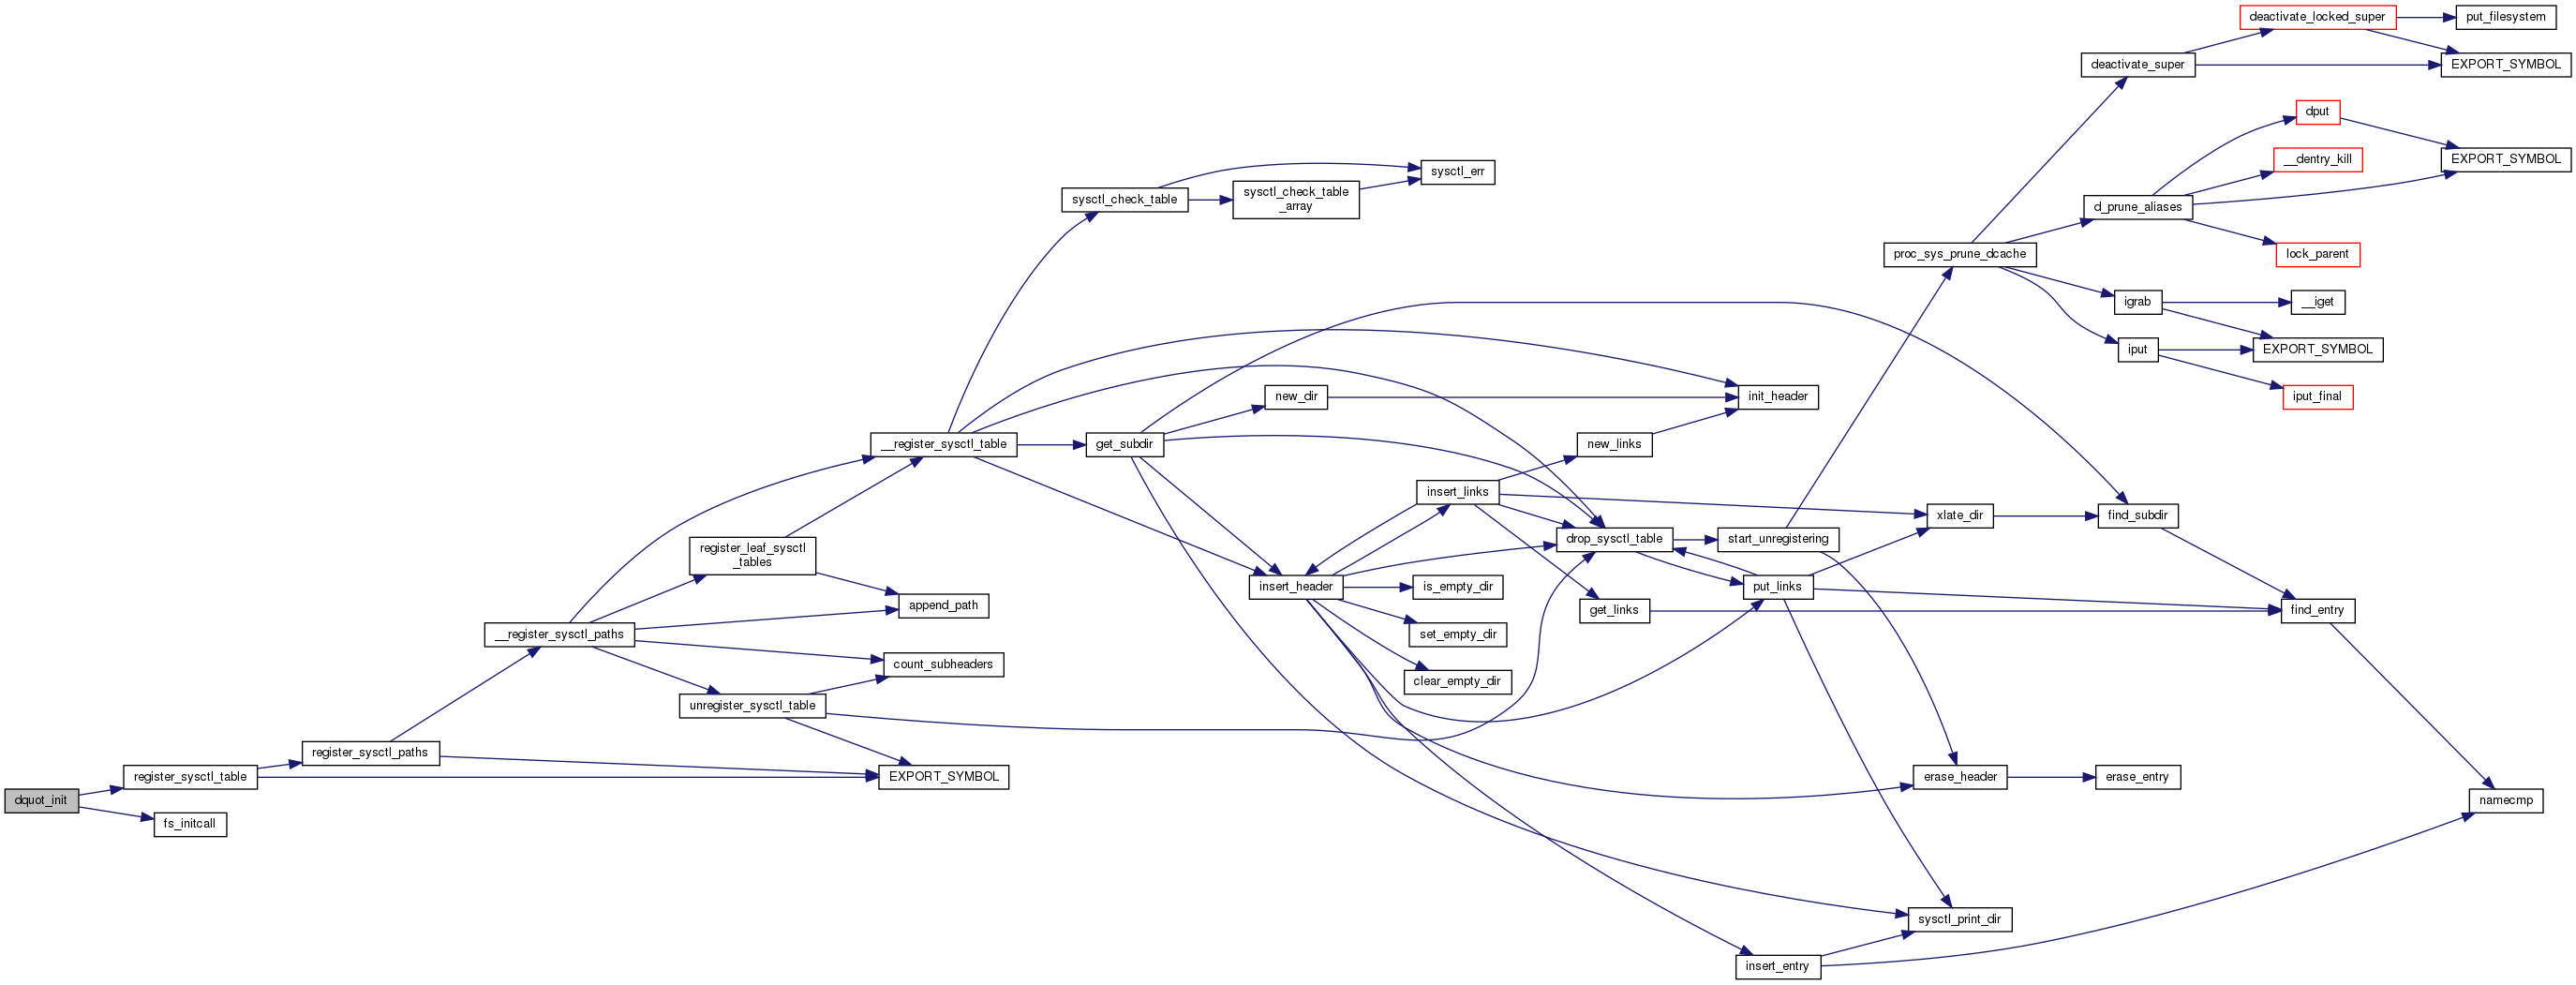 deactivate_locked_super
put_filesystem
deactivate_super
EXPORT_SYMBOL
dput
__dentry_kill
EXPORT_SYMBOL
sysctl_err
sysctl_check_table
sysctl_check_table
_array
d_prune_aliases
proc_sys_prune_dcache
lock_parent
igrab
__iget
iput
EXPORT_SYMBOL
iput_final
new_dir
init_header
__register_sysctl_table
get_subdir
new_links
insert_links
xlate_dir
find_subdir
register_leaf_sysctl
_tables
drop_sysctl_table
start_unregistering
insert_header
is_empty_dir
put_links
append_path
get_links
find_entry
__register_sysctl_paths
set_empty_dir
count_subheaders
clear_empty_dir
unregister_sysctl_table
register_sysctl_paths
register_sysctl_table
EXPORT_SYMBOL
erase_header
erase_entry
dquot_init
namecmp
fs_initcall
sysctl_print_dir
insert_entry